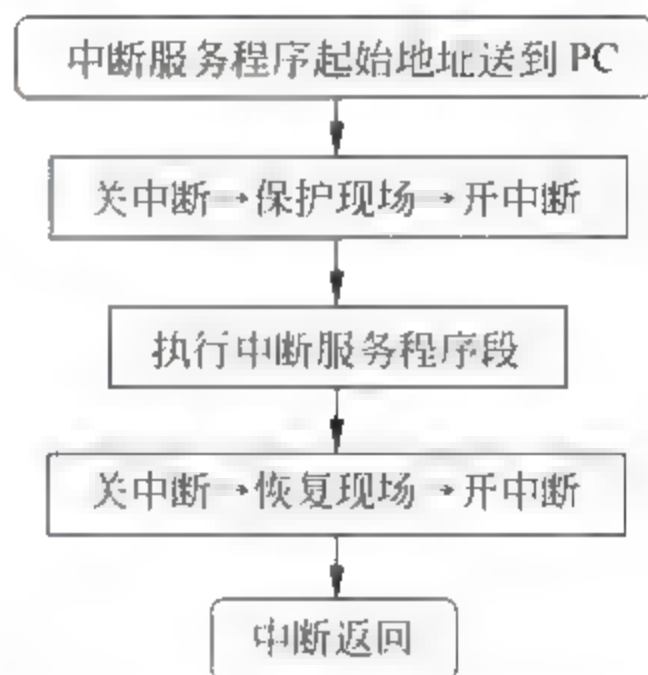 中断服务程序起始地址送到 PC
关中断→保护现场→开中断
执行中断服务程序段
关中断→恢复现场→开中断
中断返回